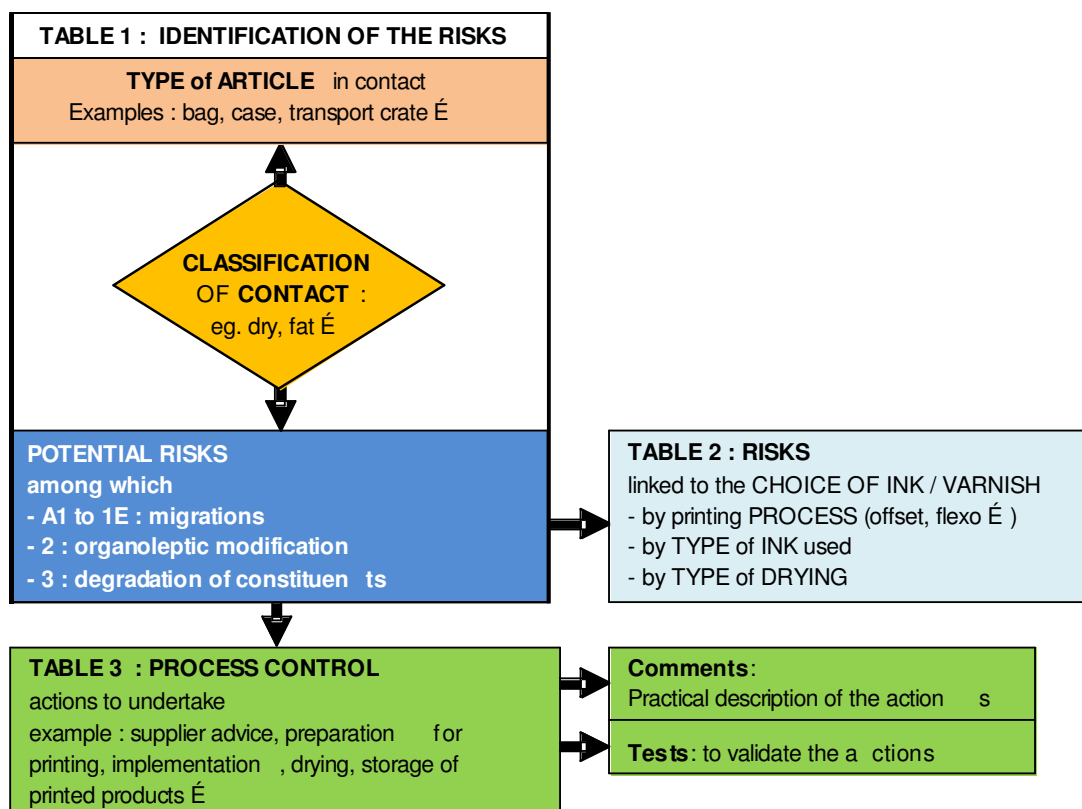 TABLE 1 : IDENTIFICATION OF THE RISKS
TYPE of ARTICLE in contact
Examples : bag, case, transport crate É
CLASSIFICATION
OF CONTACT :
eg. dry, fat É
POTENTIAL RISKS
among which
- A1 to 1E : migrations
- 2 : organoleptic modification
- 3 : degradation of constituen ts
TABLE 2 : RISKS
linked to the CHOICE OF INK / VARNISH
- by printing PROCESS (offset, flexo É )
- by TYPE of INK used
- by TYPE of DRYING
TABLE 3 : PROCESS CONTROL
actions to undertake
example : supplier advice, preparation for
printing, implementation , drying, storage of
printed products É
Comments:
Practical description of the action s
Tests: to validate the a ctions